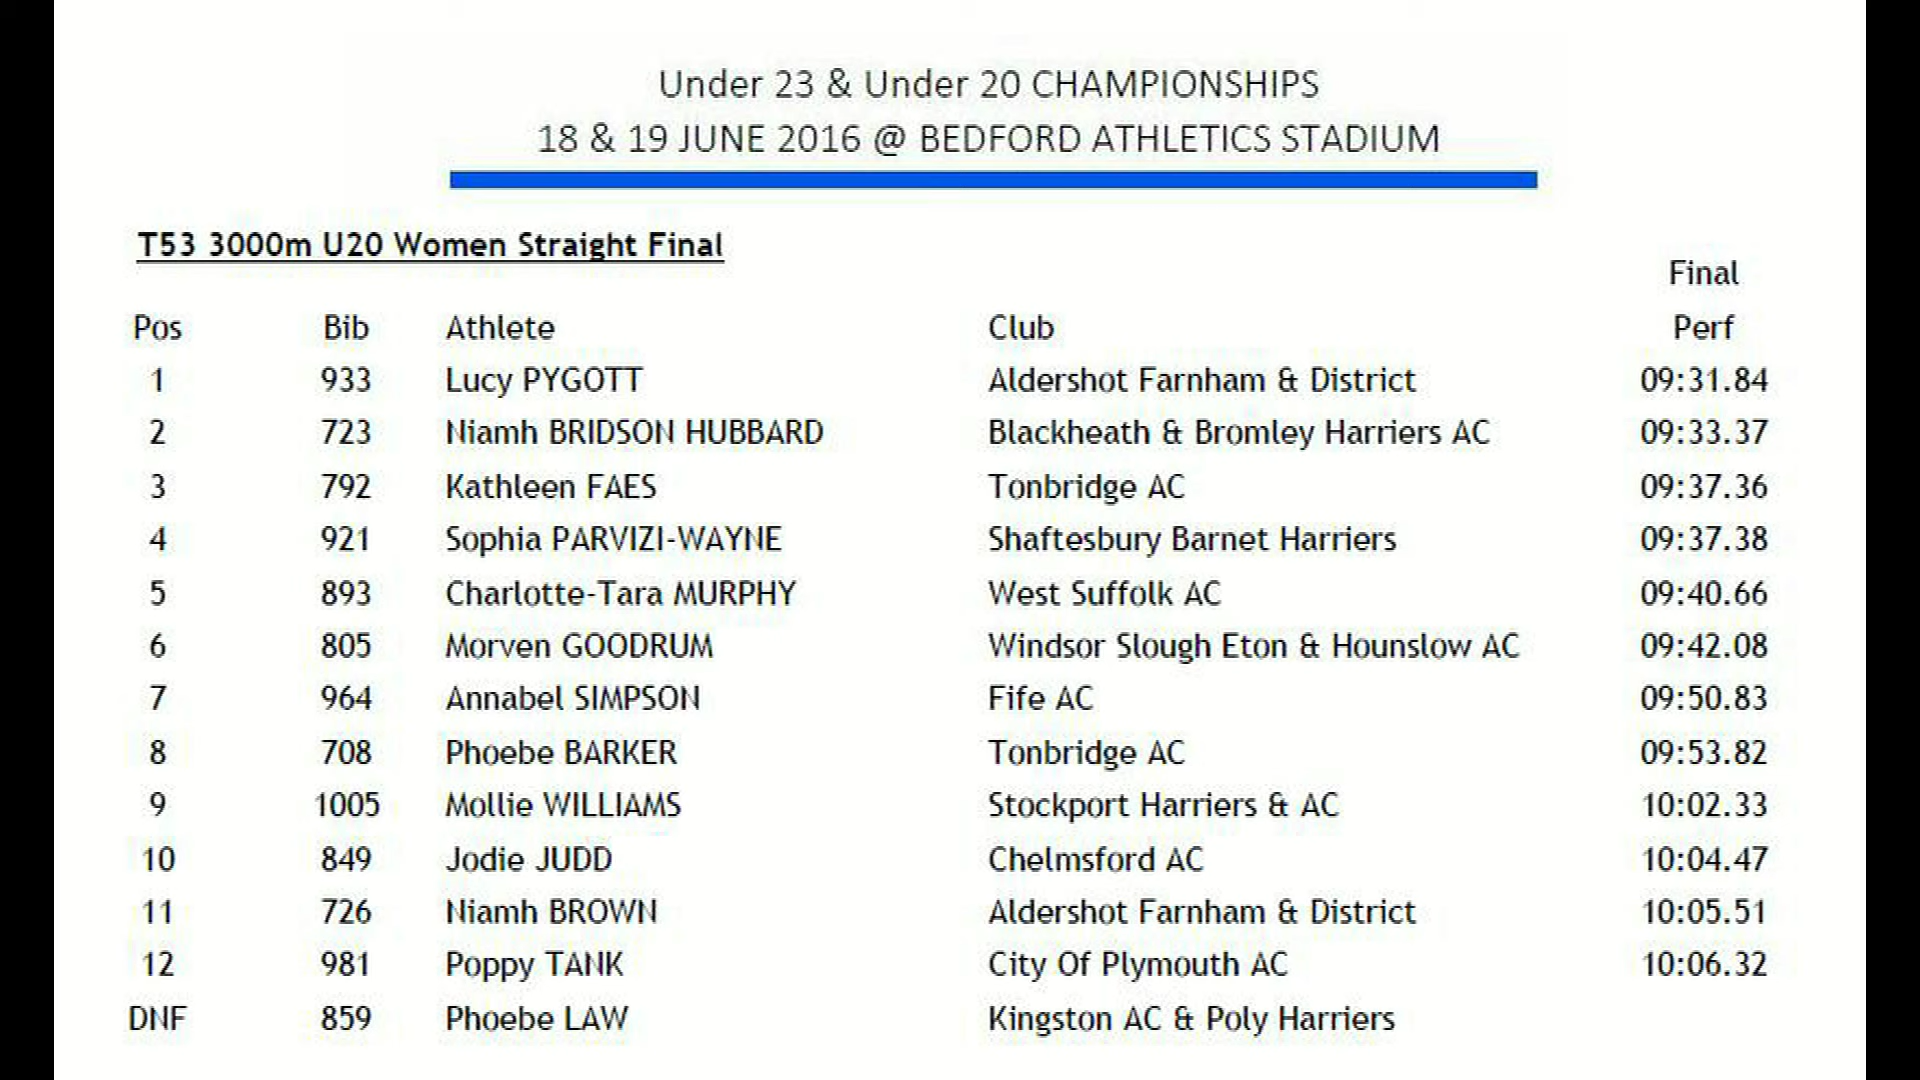 Under 23 & Under 20 CHAMPIONSHIPS
18 & 19 JUNE 2016 @ BEDFORD ATHLETICS STADIUM
T53 3000m U20 Women Straight Final
Final
Pos Bib Athlete Club Perf
1 933 Lucy PYGOTT Aldershot Farnham & District 09:31.84
2 723 Niamh BRIDSON HUBBARD Blackheath & Bromley Harriers AC 09:33.37
3 792 Kathleen FAES Tonbridge AC 09:37.36
4 921 Sophia PARVIZI-WAYNE Shaftesbury Barnet Harriers 09:37.38
5 893 Charlotte-Tara MURPHY West Suffolk AC 09:40.66
6 805 Morven GOODRUM Windsor Slough Eton & Hounslow AC 09:42.08
7 964 Annabel SIMPSON Fife AC 09:50.83
8 708 Phoebe BARKER Tonbridge AC 09:53.82
9 1005 Mollie WILLIAMS Stockport Harriers & AC 10:02.33
10 849 Jodie JUDD Chelmsford AC 10:04.47
11 726 Niamh BROWN Aldershot Farnham & District 10:05.51
12 981 Poppy TANK City Of Plymouth AC 10:06.32
DNF 859 Phoebe LAW Kingston AC & Poly Harriers